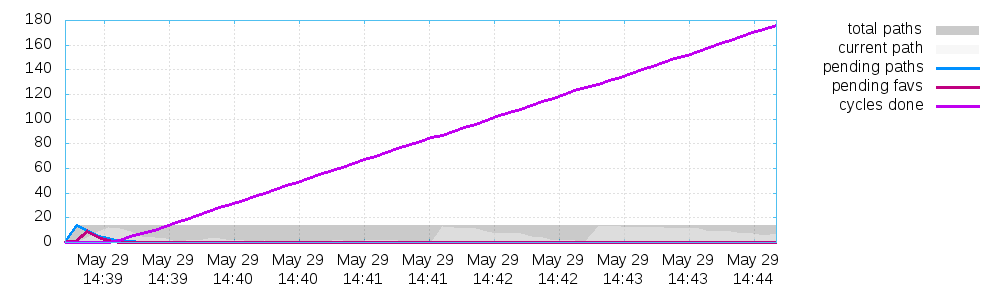 180
160
140
120
100
80
60
40
20
0
May 29 May 29 May 29 May 29 May 29 May 29 May 29 May 29 May 29 May 29 May 29
14:39 14:39 14:40 14:40 14:41 14:41 14:42 14:42 14:43 14:43 14:44
total paths
current path
pending paths
pending favs
cycles done